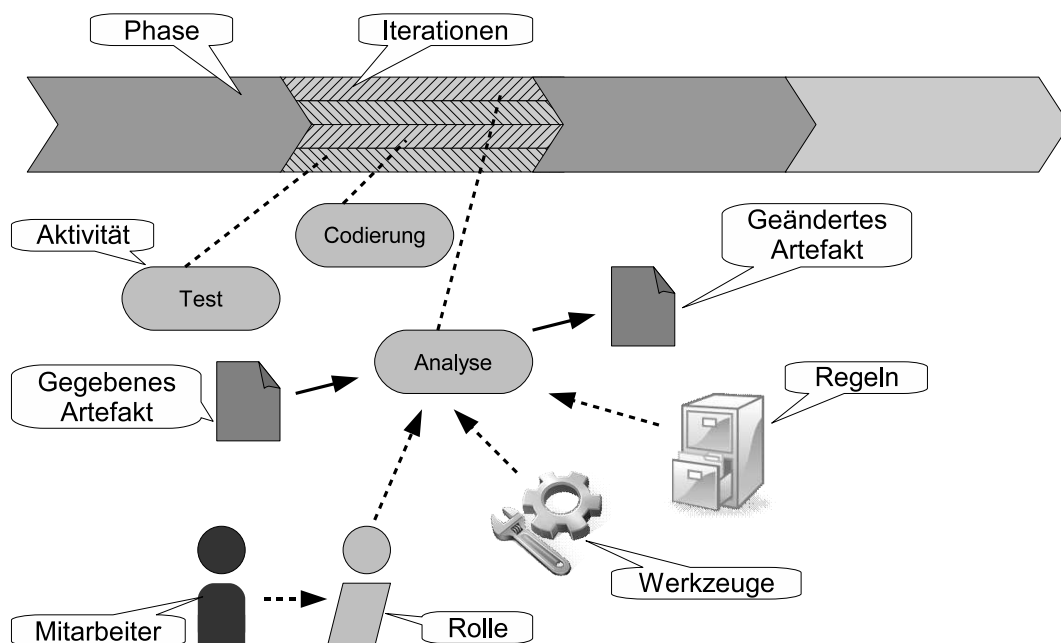 Phase
Iterationen
Aktivität
Codierung
Geändertes
Artefakt
Test
Analyse
Gegebenes
Artefakt
Regeln
Werkzeuge
Mitarbeiter
Rolle